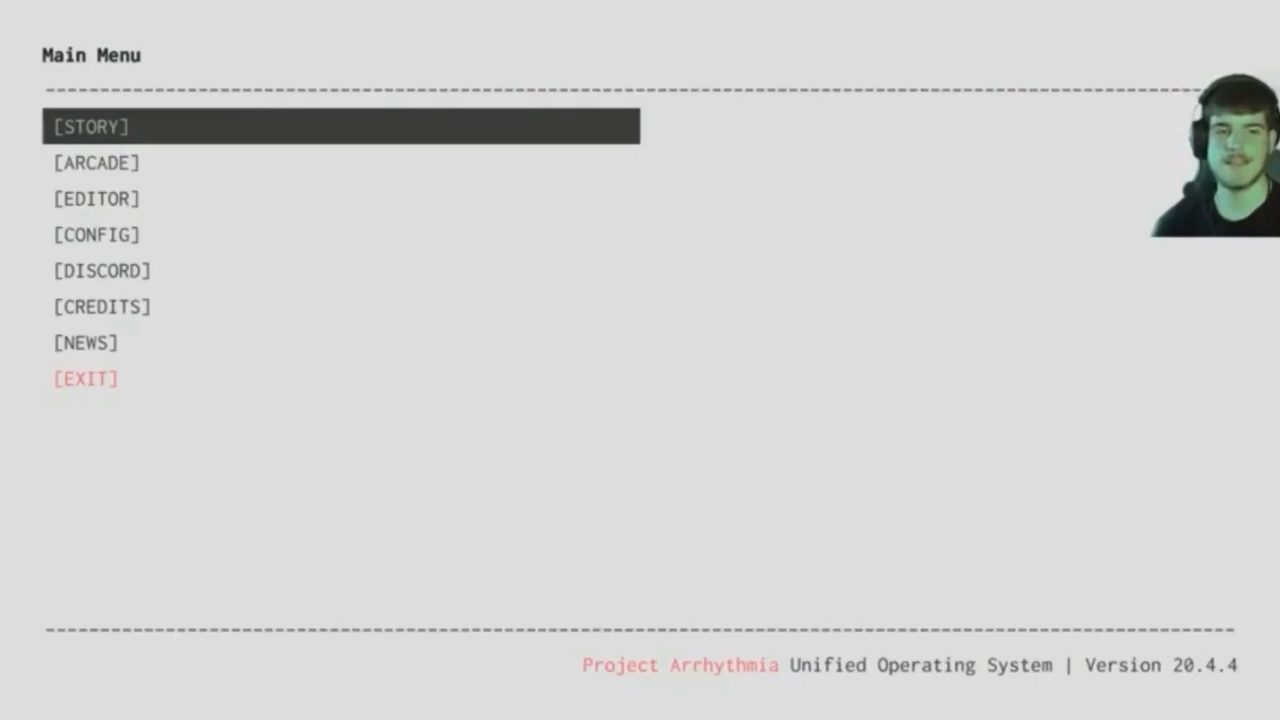 Main Menu
[STORY]
[ARCADE]
[EDITOR]
[CONFIG]
[DISCORD]
[CREDITS]
[NEWS]
[EXIT]
Project Arrhythmia Unified Operating System | Version 20.4.4